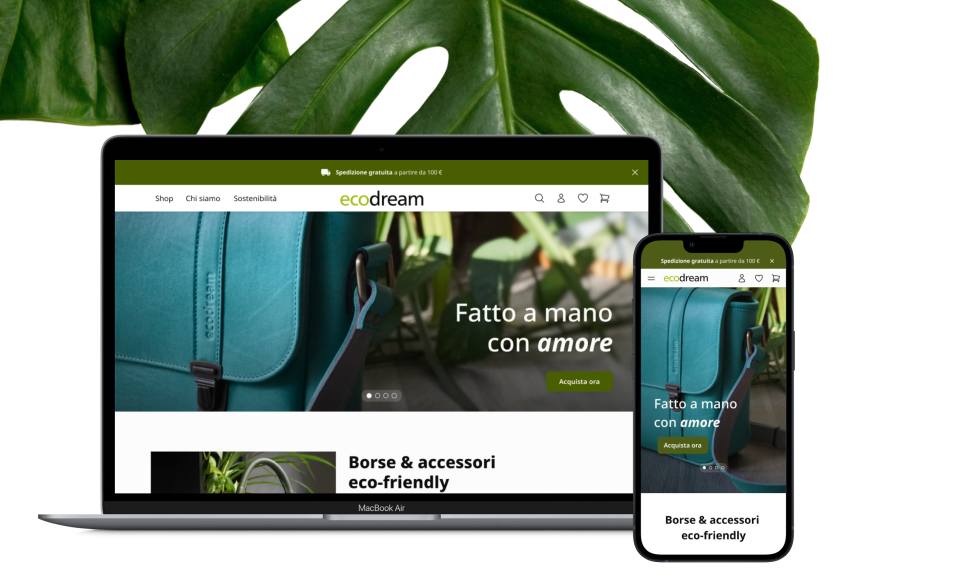 Spedizione gratuita a partire da 100 €
Shop Chi siamo Sostenibilità
ecodream
ecodream
Fatto a mano
con amore
Acquista ora
Borse & accessori
eco-friendly
MacBook Air
Spedizione gratuita a partire da 100 €
ecodream
Fatto a mano
con amore
Acquista ora
Borse & accessori
eco-friendly